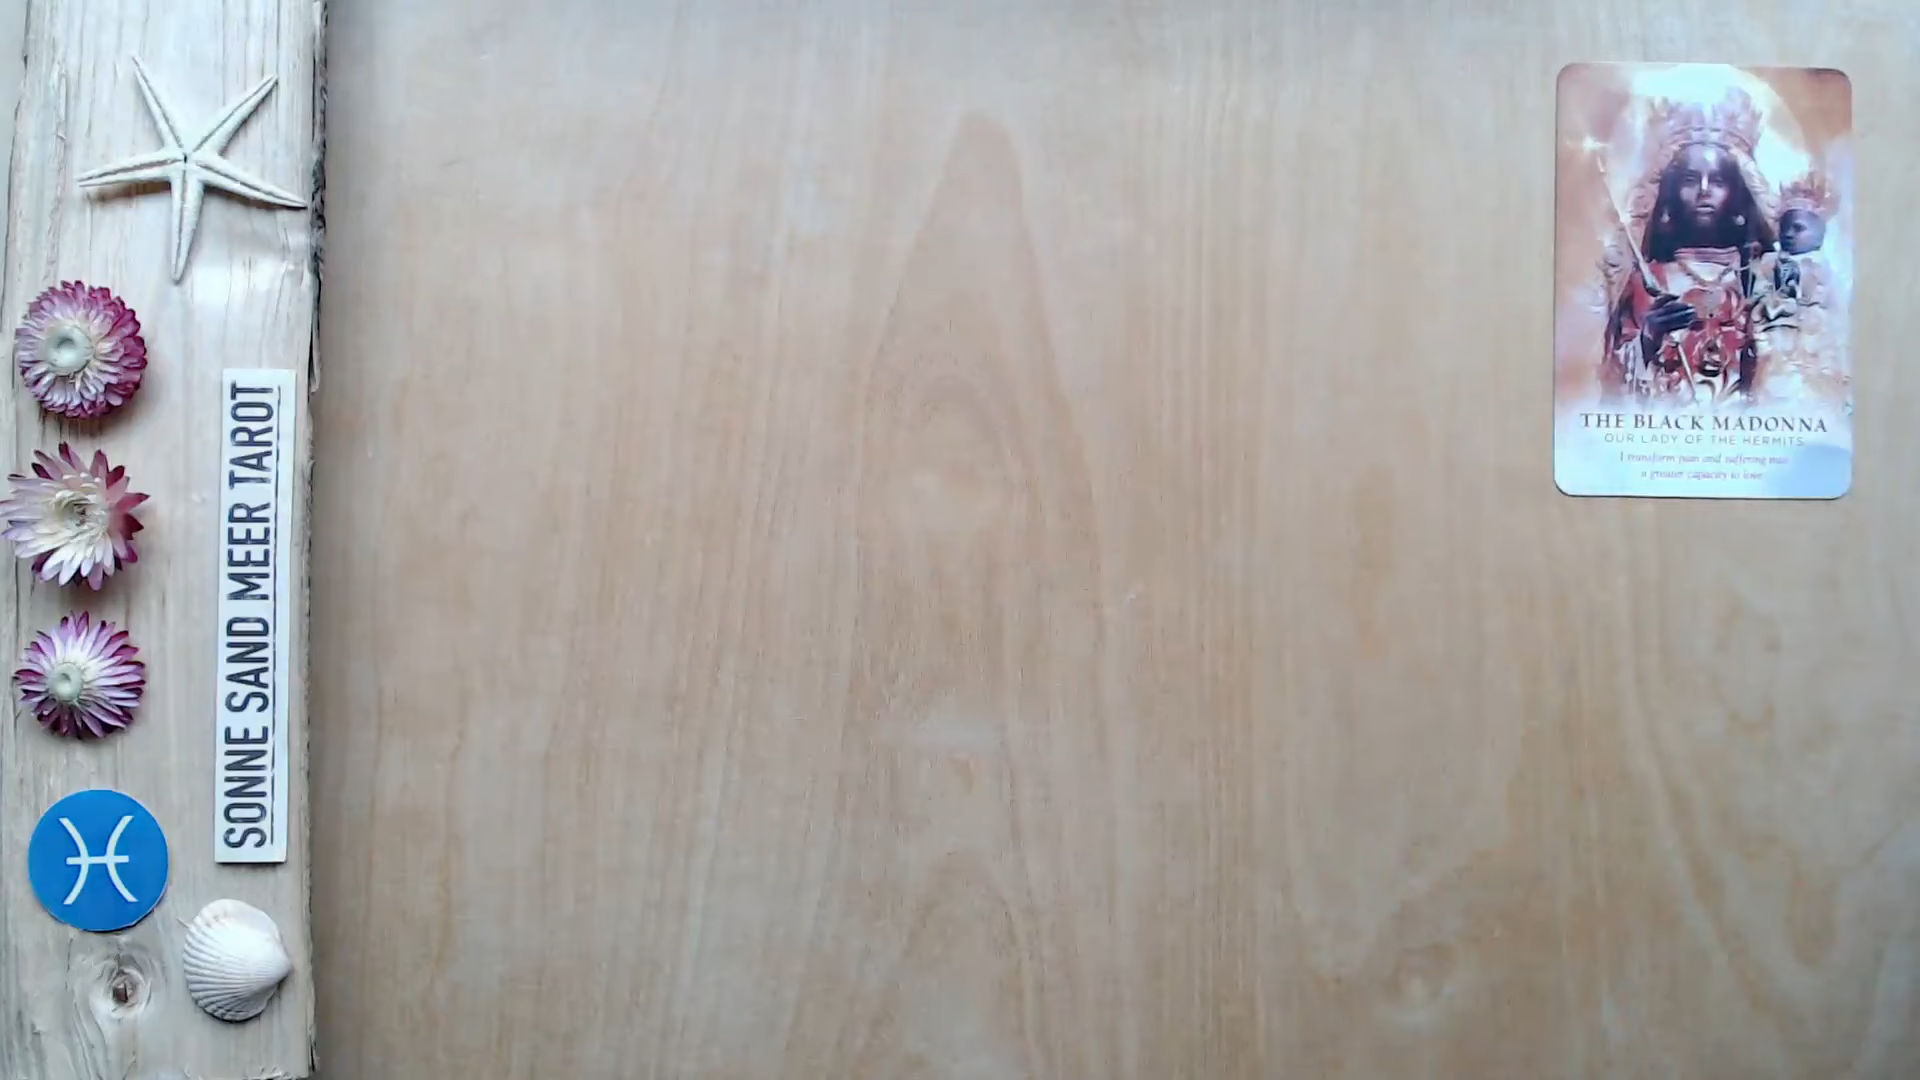 SONNE SAND MEER TAROT
THE BLACK MADONNA
OUR LADY OF THE HERMITS
I transform pain and suffering into
a greater capacity to love